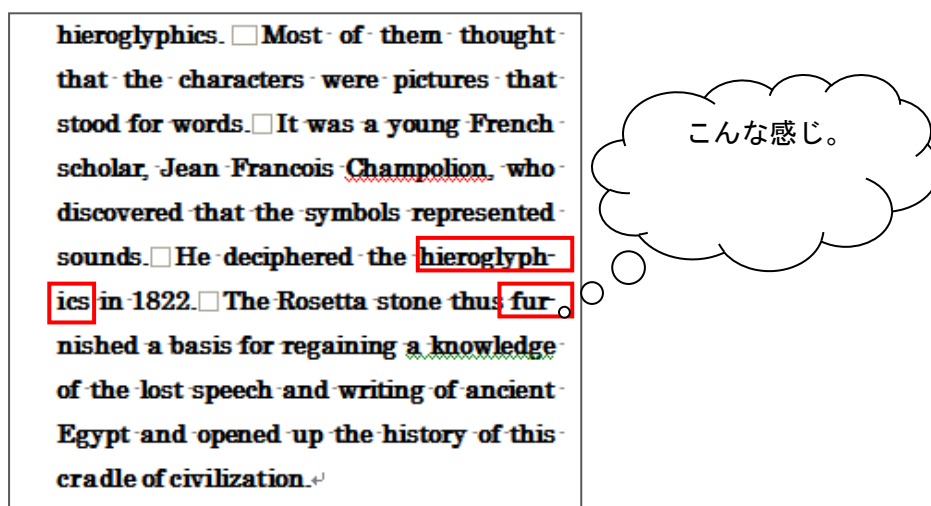 hieroglyphics. □Most of them thought
that the characters were pictures that
stood for words.□It was a young French
scholar, Jean Francois Champolion, who
discovered that the symbols represented
sounds.□He deciphered the hieroglyph-
ics in 1822.□The Rosetta stone thus fur-
nished a basis for regaining a knowledge
of the lost speech and writing of ancient
Egypt and opened up the history of this
cradle of civilization.↵
こんな感じ。